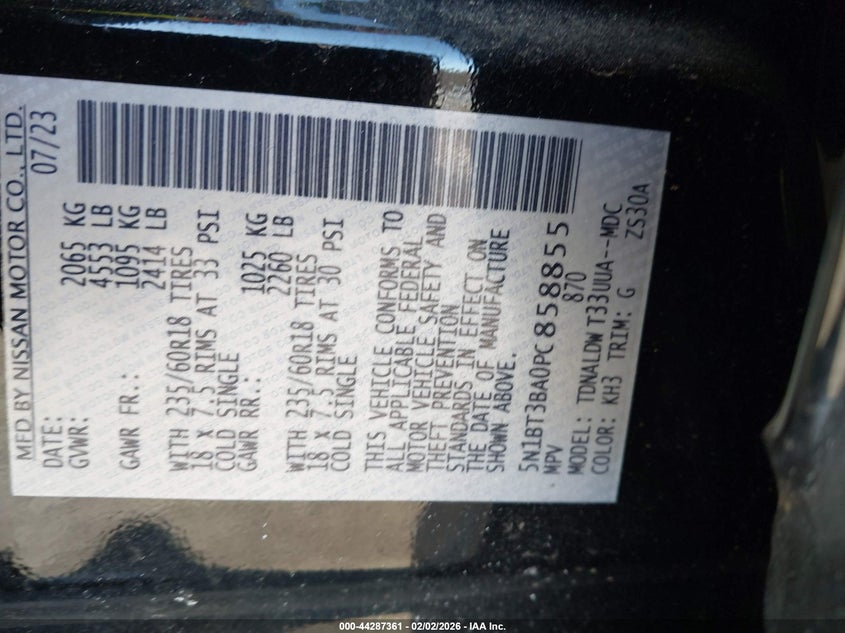 MFD BY NISSAN MOTOR CO., LTD.
DATE: 07/23
GVWR: 2065 KG
4553 LB
GAWR FR.: 1095 KG
2414 LB
WITH 235/60R18 TIRES
18 X 7.5 RIMS AT 33 PSI
COLD SINGLE
GAWR RR.: 1025 KG
2260 LB
WITH 235/60R18 TIRES
18 X 7.5 RIMS AT 30 PSI
COLD SINGLE
THIS VEHICLE CONFORMS TO
ALL APPLICABLE FEDERAL
MOTOR VEHICLE SAFETY AND
THEFT PREVENTION
STANDARDS IN EFFECT ON
THE DATE OF MANUFACTURE
SHOWN ABOVE.
5N1BT3BA0PC858855
MPV 870
MODEL: TDNALDW T33UUA--MDC
COLOR: KH3 TRIM: G ZS30A
000-44287361 - 02/02/2026 - IAA Inc.